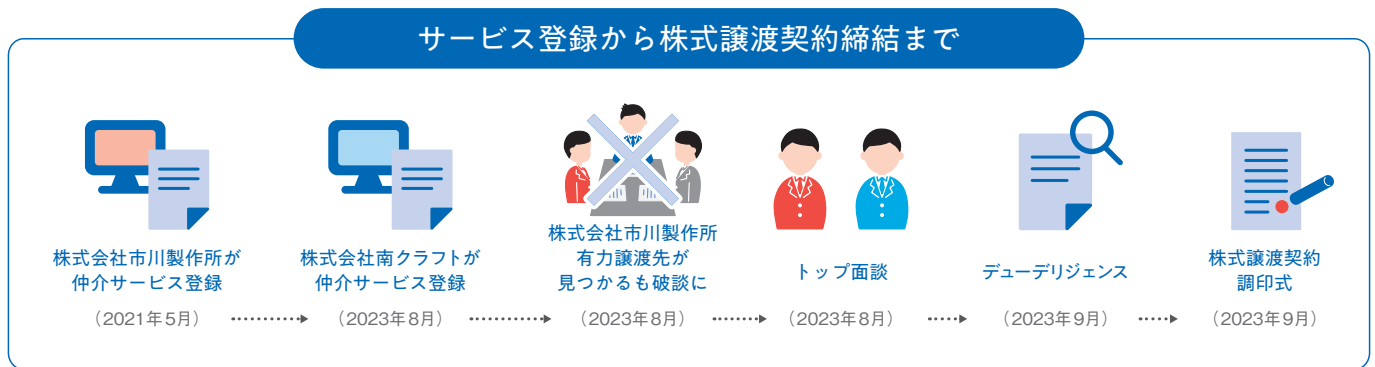 サービス登録から株式譲渡契約締結まで
株式会社市川製作所が
仲介サービス登録
（2021年5月）
株式会社南クラフトが
仲介サービス登録
（2023年8月）
株式会社市川製作所
有力譲渡先が
見つかるも破談に
（2023年8月）
トップ面談
（2023年8月）
デューデリジェンス
（2023年9月）
株式譲渡契約
調印式
（2023年9月）